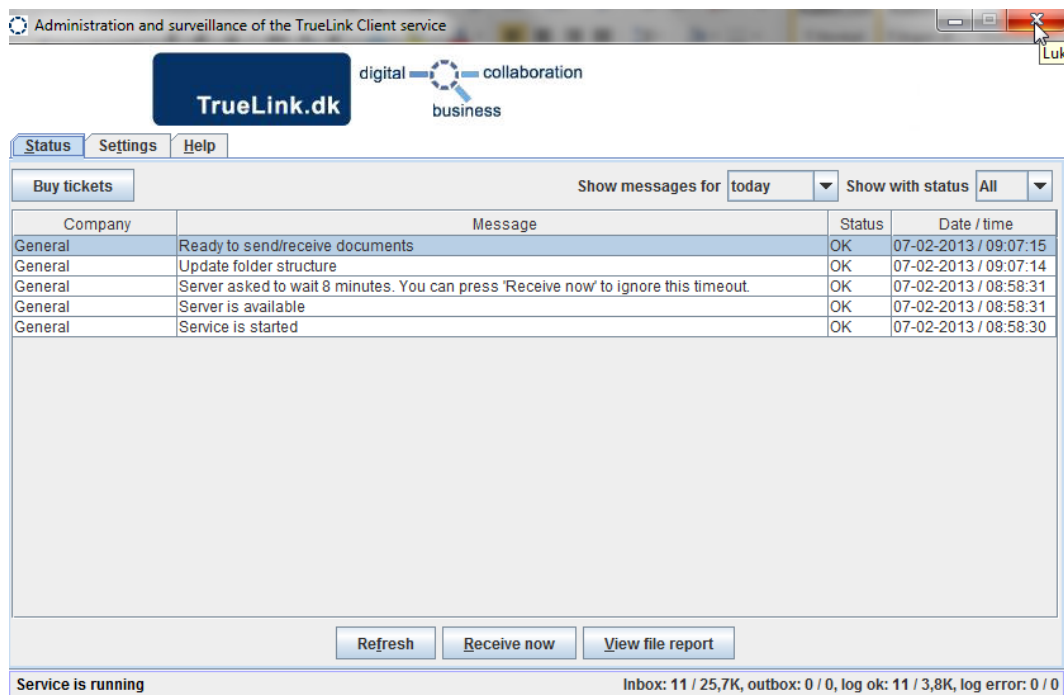 Administration and surveillance of the TrueLink Client service
Luk
TrueLink.dk
digital collaboration
business
Status Settings Help
Buy tickets Show messages for today Show with status All
Company Message Status Date / time
General Ready to send/receive documents OK 07-02-2013 / 09:07:15
General Update folder structure OK 07-02-2013 / 09:07:14
General Server asked to wait 8 minutes. You can press 'Receive now' to ignore this timeout. OK 07-02-2013 / 08:58:31
General Server is available OK 07-02-2013 / 08:58:31
General Service is started OK 07-02-2013 / 08:58:30
Refresh Receive now View file report
Service is running Inbox: 11 / 25,7K, outbox: 0 / 0, log ok: 11 / 3,8K, log error: 0 / 0